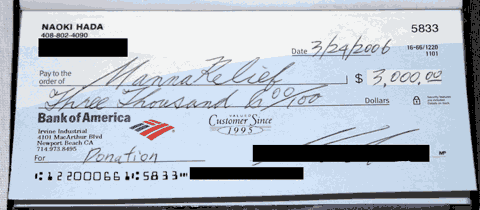 NAOKI HADA
408-802-4090
5833
Date 3/24/2006
16-66/1220
1101
Pay to the
order of Manna Relief $ 3,000.00
Three Thousand & 00/100 Dollars
Bank of America
VALUED
Customer Since
1995
Irvine Industrial
4101 MacArthur Blvd
Newport Beach CA
714.973.8495
For Donation
MP
122000661 5833